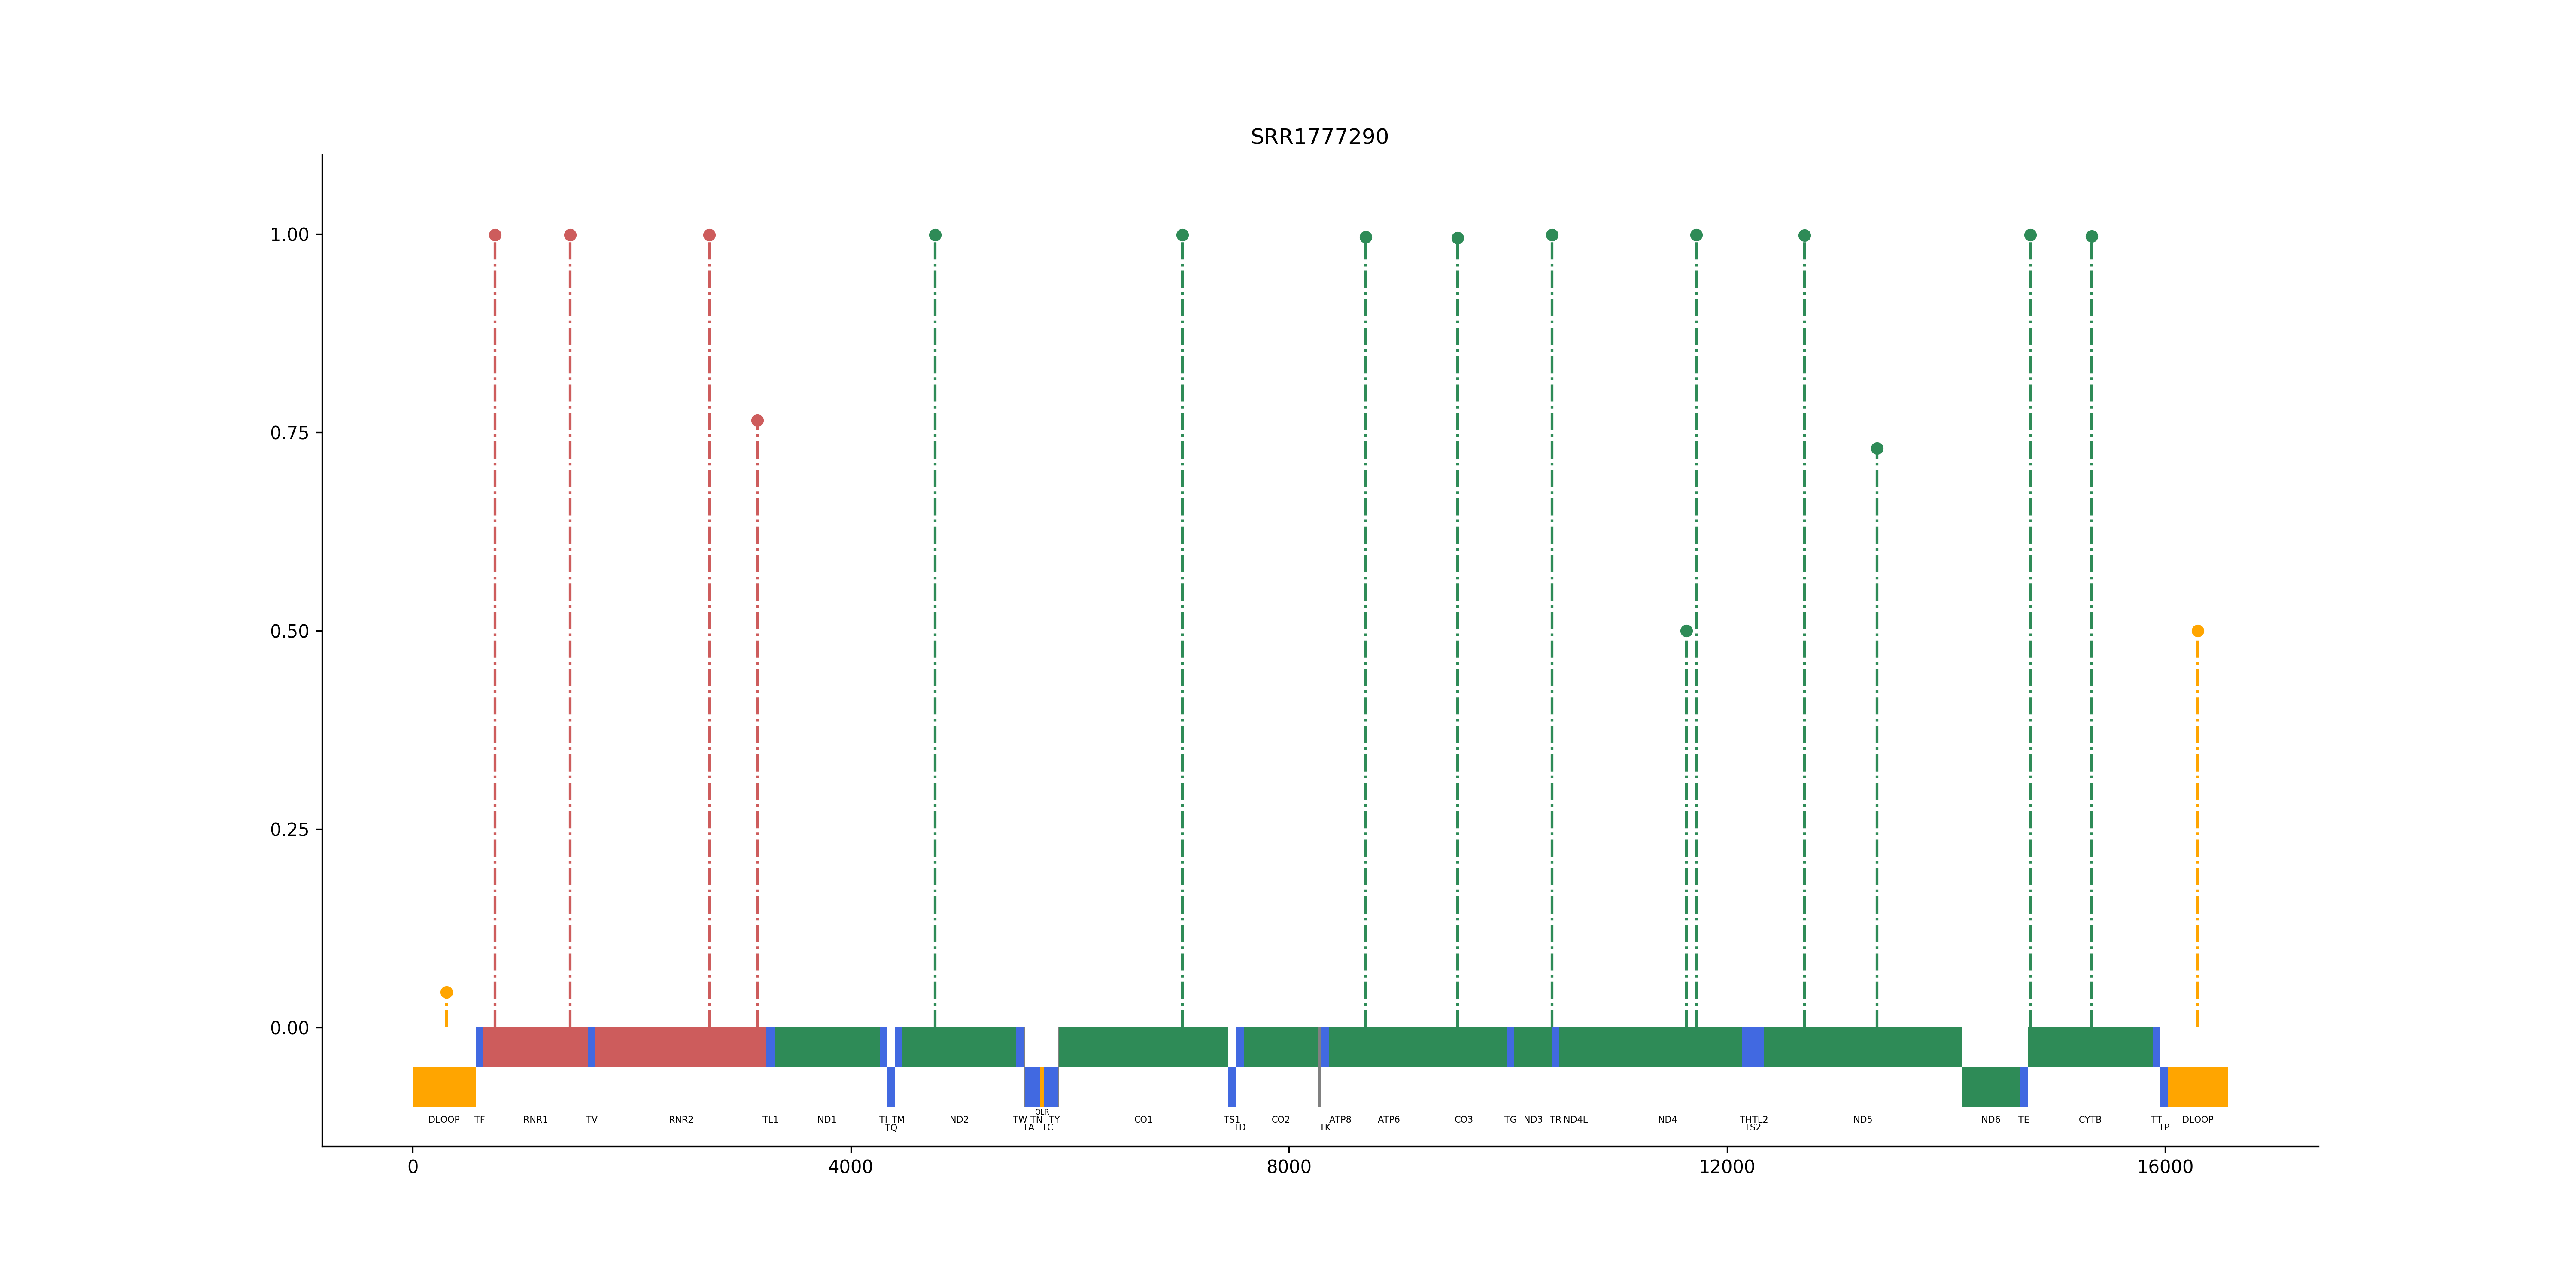 SRR1777290
1.00
0.75
0.50
0.25
0.00
OLR
DLOOP TF RNR1 TV RNR2 TL1 ND1 TI TM ND2 TW TN TY CO1 TS1 CO2 ATP8 ATP6 CO3 TG ND3 TR ND4L ND4 THTL2 ND5 ND6 TE CYTB TT DLOOP
TQ TA TC TD TK TS2 TP
0 4000 8000 12000 16000